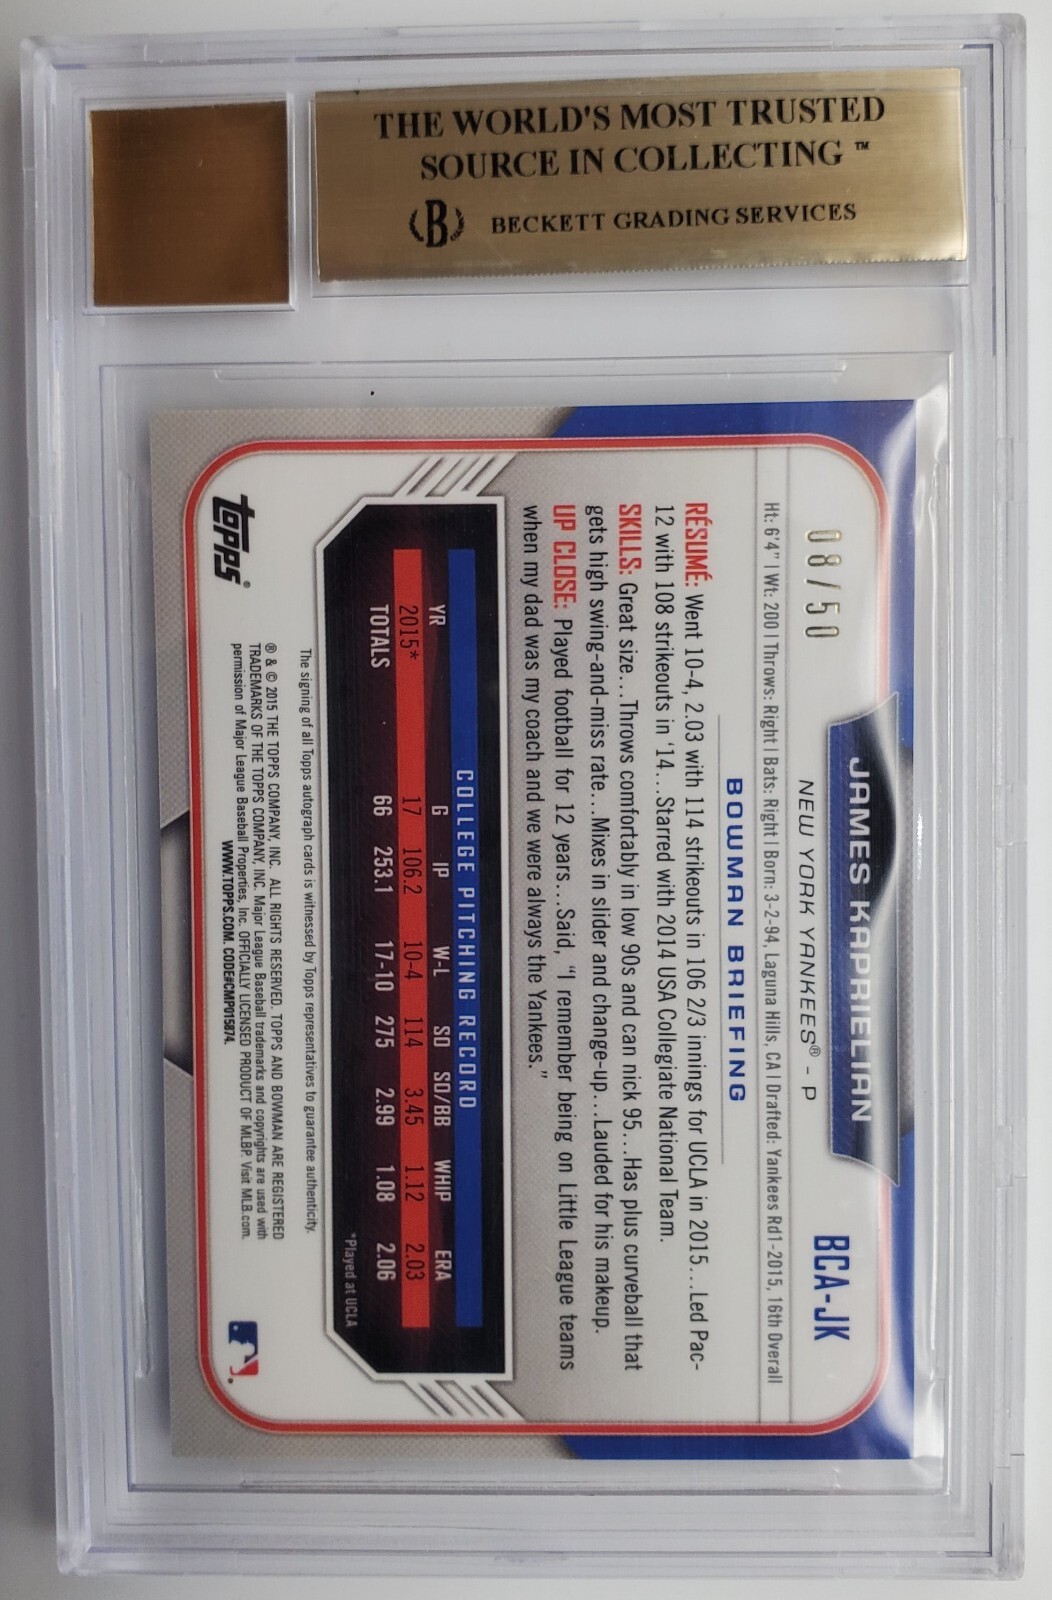 THE WORLD'S MOST TRUSTED
SOURCE IN COLLECTING ™
B BECKETT GRADING SERVICES
08/50
JAMES KAPRIELIAN
BCA-JK
NEW YORK YANKEES® - P
Ht: 6'4" | Wt: 200 | Throws: Right | Bats: Right | Born: 3-2-94, Laguna Hills, CA | Drafted: Yankees Rd1-2015, 16th Overall
BOWMAN BRIEFING
RÉSUMÉ: Went 10-4, 2.03 with 114 strikeouts in 106 2/3 innings for UCLA in 2015...Led Pac-
12 with 108 strikeouts in '14...Starred with 2014 USA Collegiate National Team.
SKILLS: Great size...Throws comfortably in low 90s and can nick 95...Has plus curveball that
gets high swing-and-miss rate...Mixes in slider and change-up...Lauded for his makeup.
UP CLOSE: Played football for 12 years...Said, "I remember being on Little League teams
when my dad was my coach and we were always the Yankees."
COLLEGE PITCHING RECORD
YR G IP W-L SO SO/BB WHIP ERA
2015* 17 106.2 10-4 114 3.45 1.12 2.03
TOTALS 66 253.1 17-10 275 2.99 1.08 2.06
*Played at UCLA
The signing of all Topps autograph cards is witnessed by Topps representatives to guarantee authenticity.
® & © 2015 THE TOPPS COMPANY, INC. ALL RIGHTS RESERVED. TOPPS AND BOWMAN ARE REGISTERED
TRADEMARKS OF THE TOPPS COMPANY, INC. Major League Baseball trademarks and copyrights are used with
permission of Major League Baseball Properties, Inc. OFFICIALLY LICENSED PRODUCT OF MLBP. Visit MLB.com.
WWW.TOPPS.COM. CODE#CMP015874.
topps®